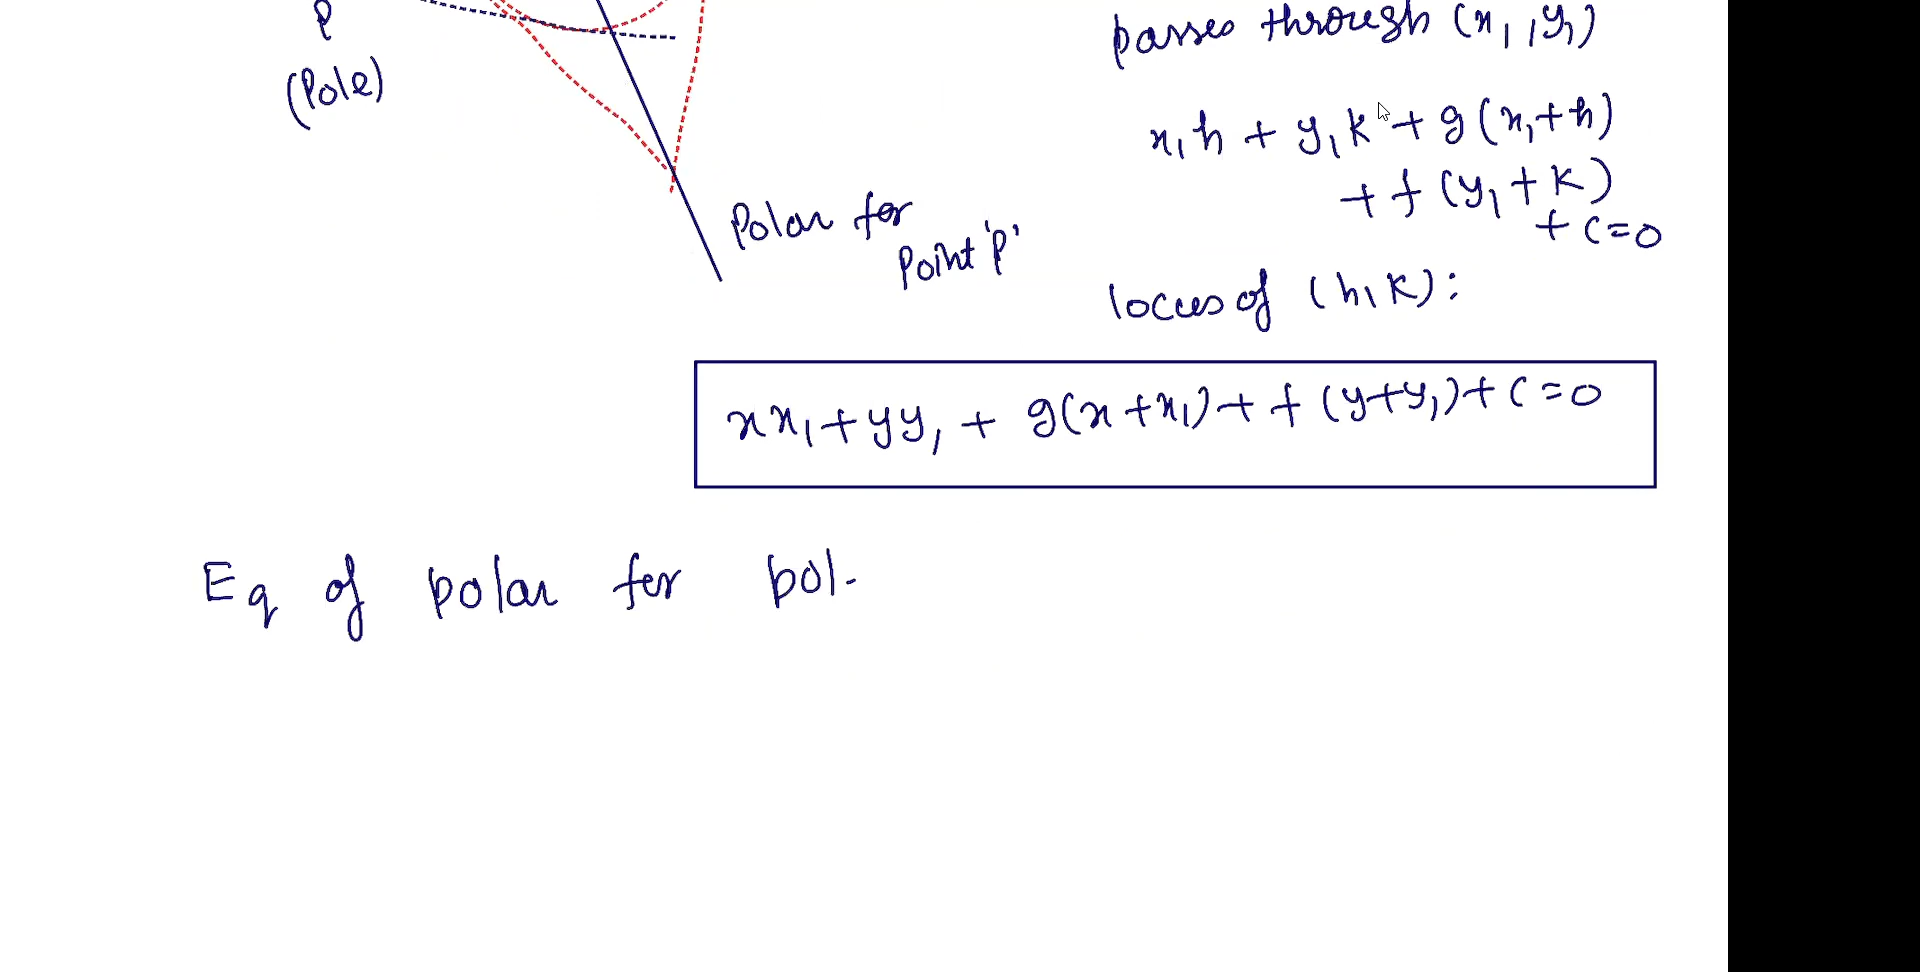 P
(Pole)
Polar for
Point 'P'
passes through (x₁, y₁)
x₁h + y₁k + g(x₁+h)
+ f(y₁+k)
+ c=0
locus of (h, k):
xx₁+yy₁ + g(x+x₁)+f(y+y₁)+c=0
Eq of polar for pol-